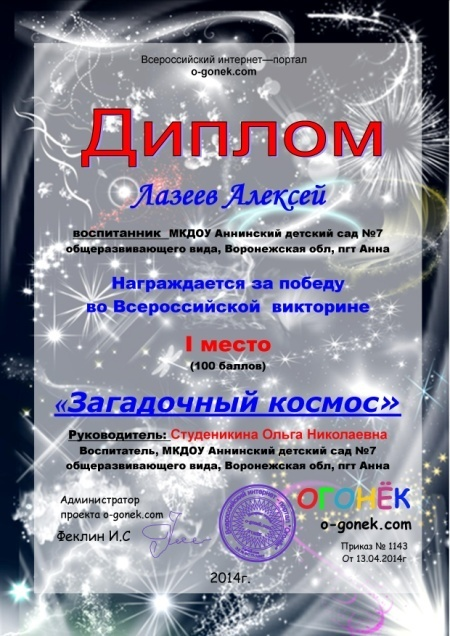 Всероссийский интернет—портал
o-gonek.com
Диплом
Лазеев Алексей
воспитанник МКДОУ Аннинский детский сад №7
общеразвивающего вида, Воронежская обл, пгт Анна
Награждается за победу
во Всероссийской викторине
I место
(100 баллов)
«Загадочный космос»
Руководитель: Студеникина Ольга Николаевна
Воспитатель, МКДОУ Аннинский детский сад №7
общеразвивающего вида, Воронежская обл, пгт Анна
Администратор
проекта o-gonek.com
Феклин И.С
ОГОНЁК
o-gonek.com
Приказ № 1143
От 13.04.2014г
2014г.